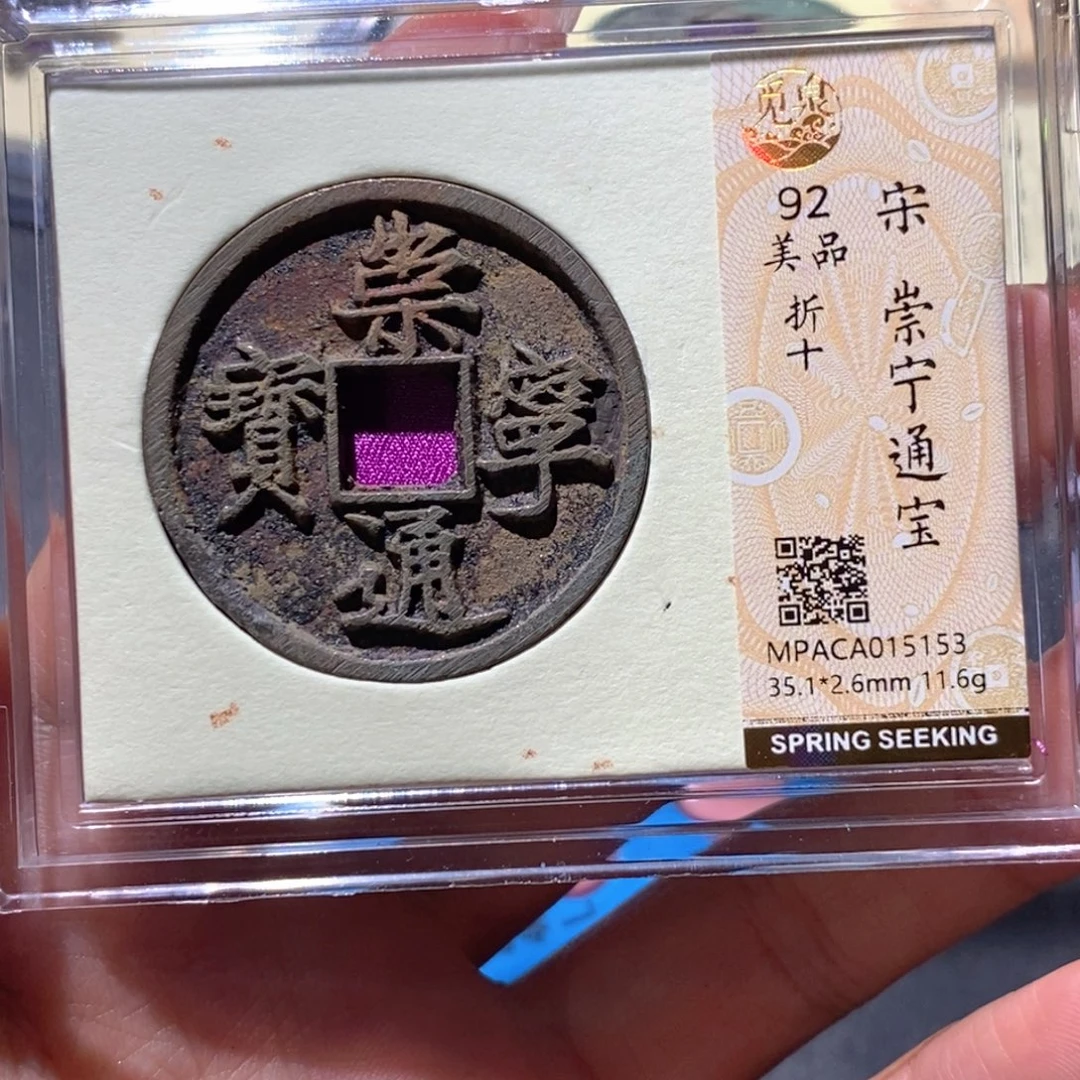 崇寧通寳
覓泉
92
美品
折十
宋 崇宁通宝
MPACA015153
35.1*2.6mm 11.6g
SPRING SEEKING